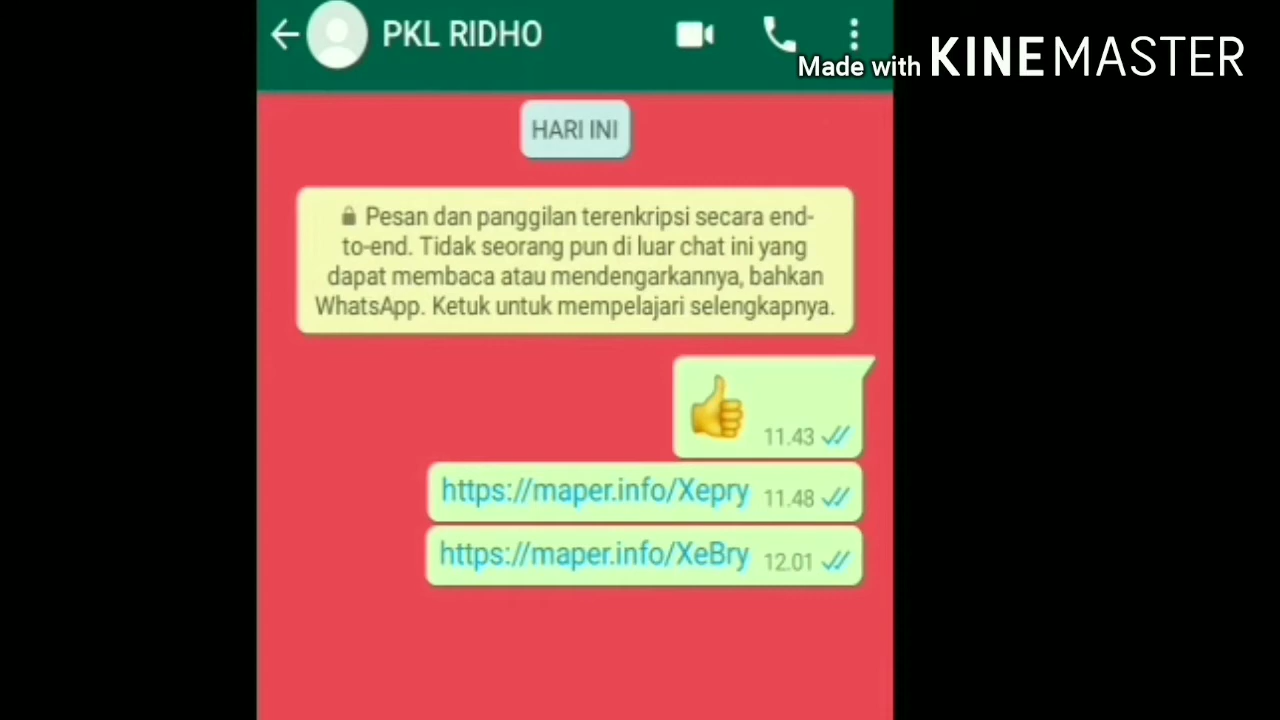 PKL RIDHO
Made with KINEMASTER
HARI INI
Pesan dan panggilan terenkripsi secara end-
to-end. Tidak seorang pun di luar chat ini yang
dapat membaca atau mendengarkannya, bahkan
WhatsApp. Ketuk untuk mempelajari selengkapnya.
11.43
https://maper.info/Xepry 11.48
https://maper.info/XeBry 12.01